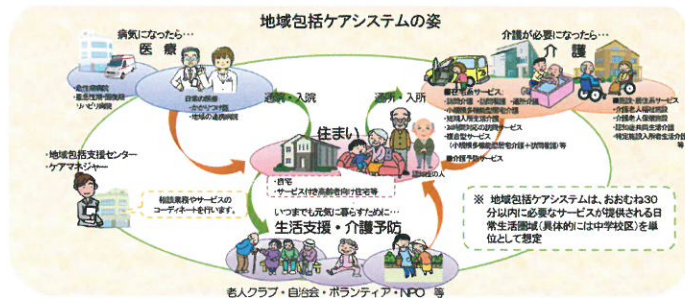 地域包括ケアシステムの姿
病気になったら…
医 療
・急性期病院
・亜急性期・回復期
リハビリ病院
日常の医療
・かかりつけ医
・地域の連携病院
通院・入院
通所・入所
介護が必要になったら…
介 護
■在宅系サービス
・訪問介護 ・訪問看護 ・通所介護
・小規模多機能型居宅介護
・短期入所生活介護
・24時間対応の訪問サービス
・複合型サービス
(小規模多機能型居宅介護+訪問看護)等
■介護予防サービス
■施設・居住系サービス
・介護老人福祉施設
・介護老人保健施設
・認知症共同生活介護
・特定施設入所者生活介護
等
住まい
認知症の人
・自宅
・サービス付き高齢者向け住宅等
・地域包括支援センター
・ケアマネジャー
相談業務やサービスの
コーディネートを行います。
いつまでも元気に暮らすために…
生活支援・介護予防
老人クラブ・自治会・ボランティア・NPO 等
※ 地域包括ケアシステムは、おおむね30
分以内に必要なサービスが提供される日
常生活圏域(具体的には中学校区)を単
位として想定